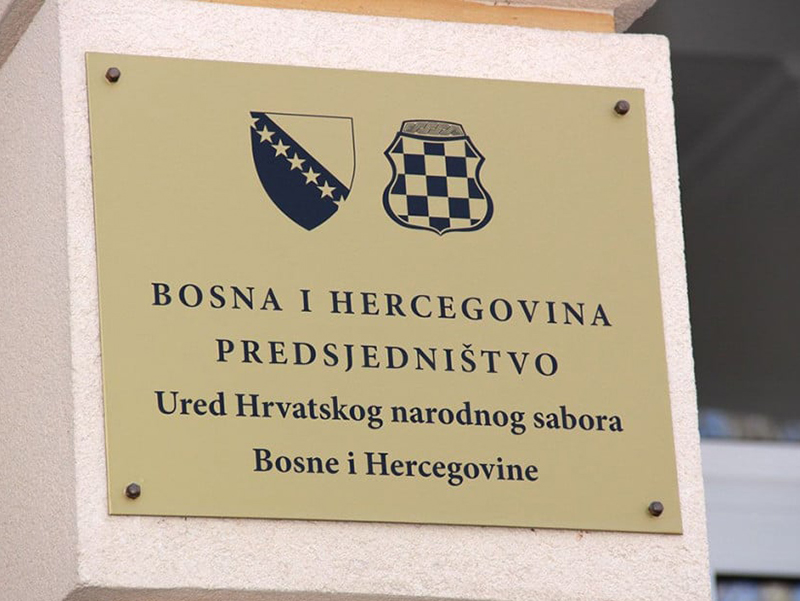 BOSNA I HERCEGOVINA
PREDSJEDNIŠTVO
Ured Hrvatskog narodnog sabora
Bosne i Hercegovine